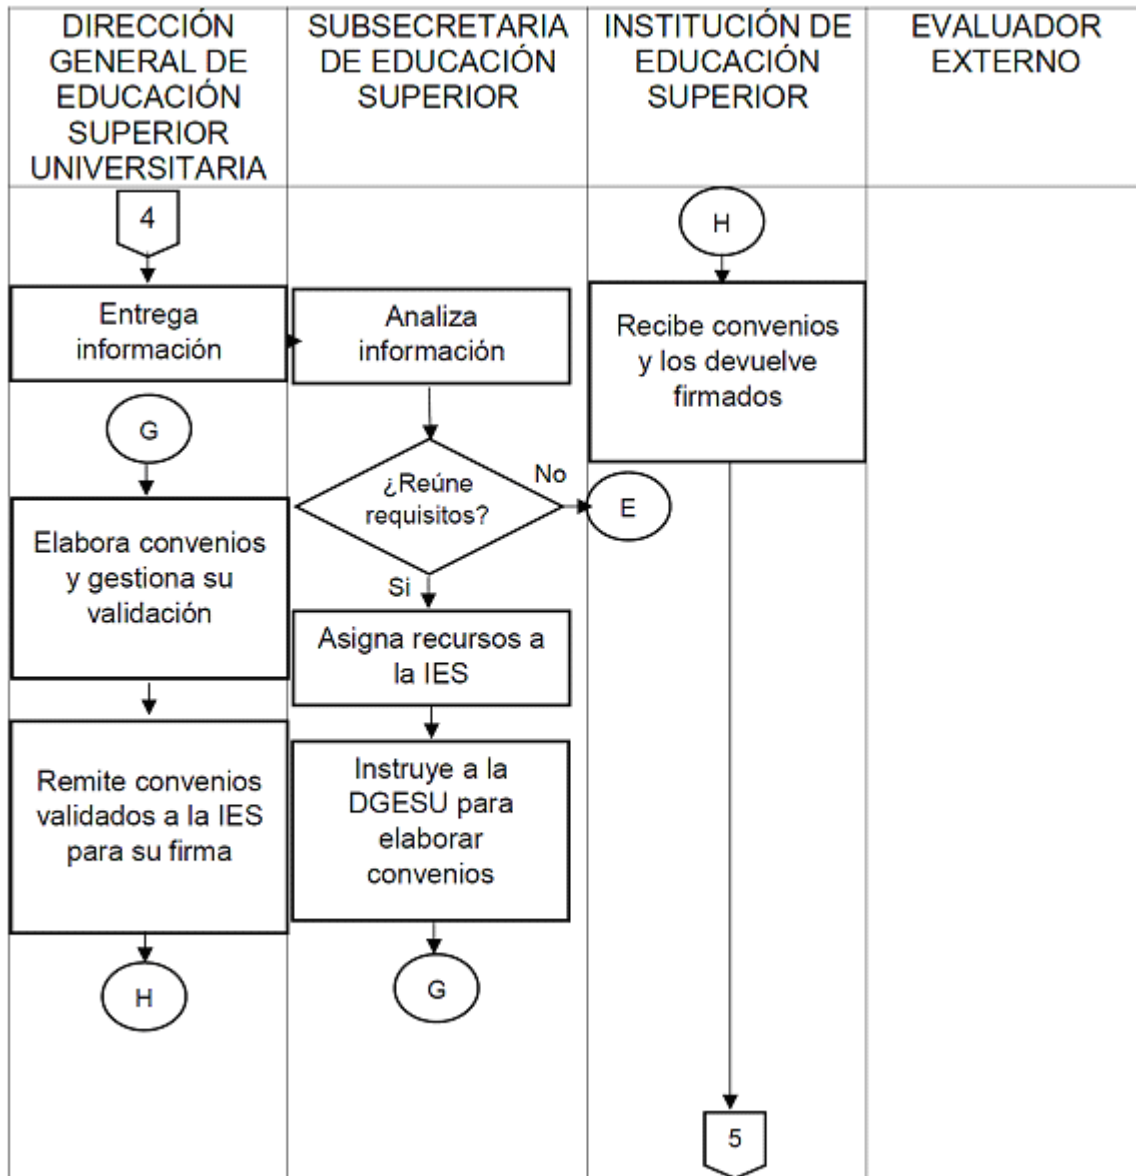 DIRECCIÓN
GENERAL DE
EDUCACIÓN
SUPERIOR
UNIVERSITARIA
SUBSECRETARIA
DE EDUCACIÓN
SUPERIOR
INSTITUCIÓN DE
EDUCACIÓN
SUPERIOR
EVALUADOR
EXTERNO
4
Entrega
información
G
Elabora convenios
y gestiona su
validación
Remite convenios
validados a la IES
para su firma
H
Analiza
información
¿Reúne
requisitos?
No
E
Si
Asigna recursos a
la IES
Instruye a la
DGESU para
elaborar
convenios
G
H
Recibe convenios
y los devuelve
firmados
5